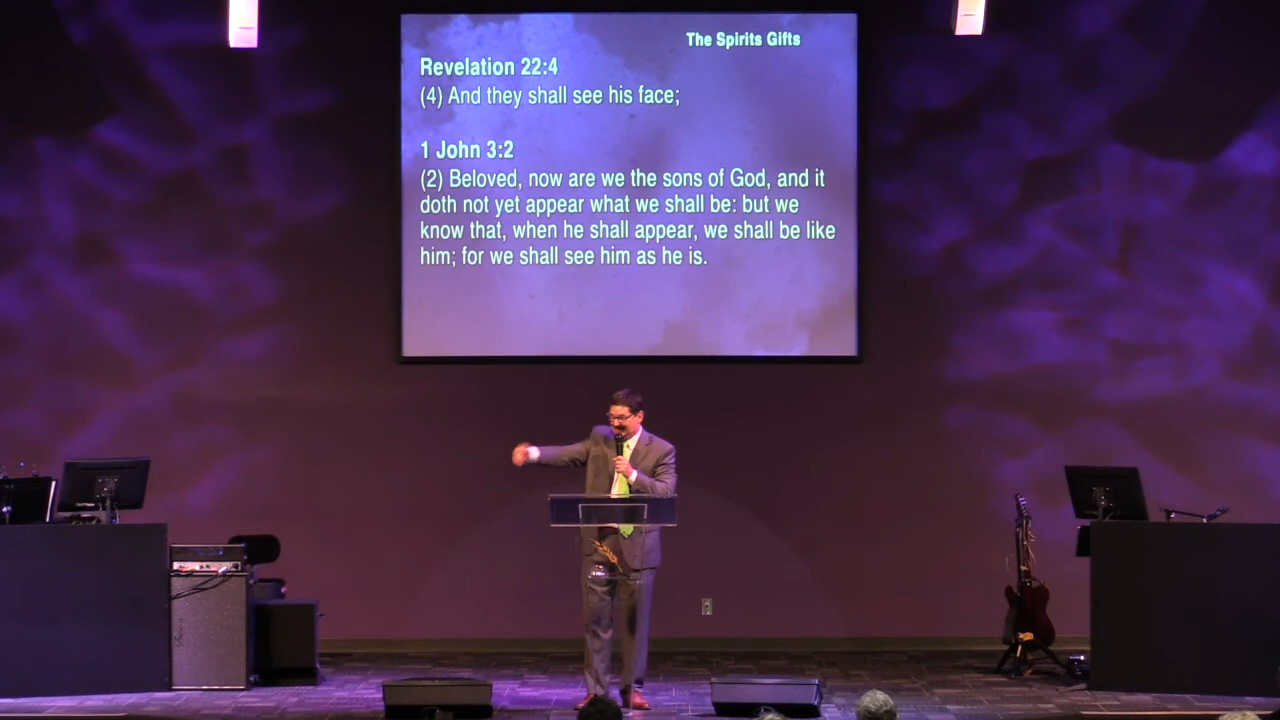 The Spirits Gifts
Revelation 22:4
(4) And they shall see his face;
1 John 3:2
(2) Beloved, now are we the sons of God, and it
doth not yet appear what we shall be: but we
know that, when he shall appear, we shall be like
him; for we shall see him as he is.